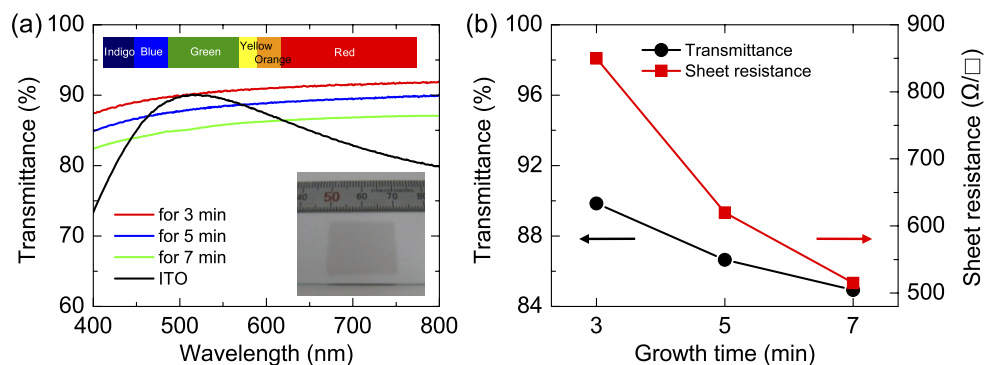 (a)
100
90
80
70
60
Transmittance (%)
Indigo Blue Green Yellow Orange Red
50 60 70
for 3 min
for 5 min
for 7 min
ITO
400 500 600 700 800
Wavelength (nm)
(b)
100
96
92
88
84
Transmittance (%)
Transmittance
Sheet resistance
900
800
700
600
500
Sheet resistance (Ω/□)
3 5 7
Growth time (min)